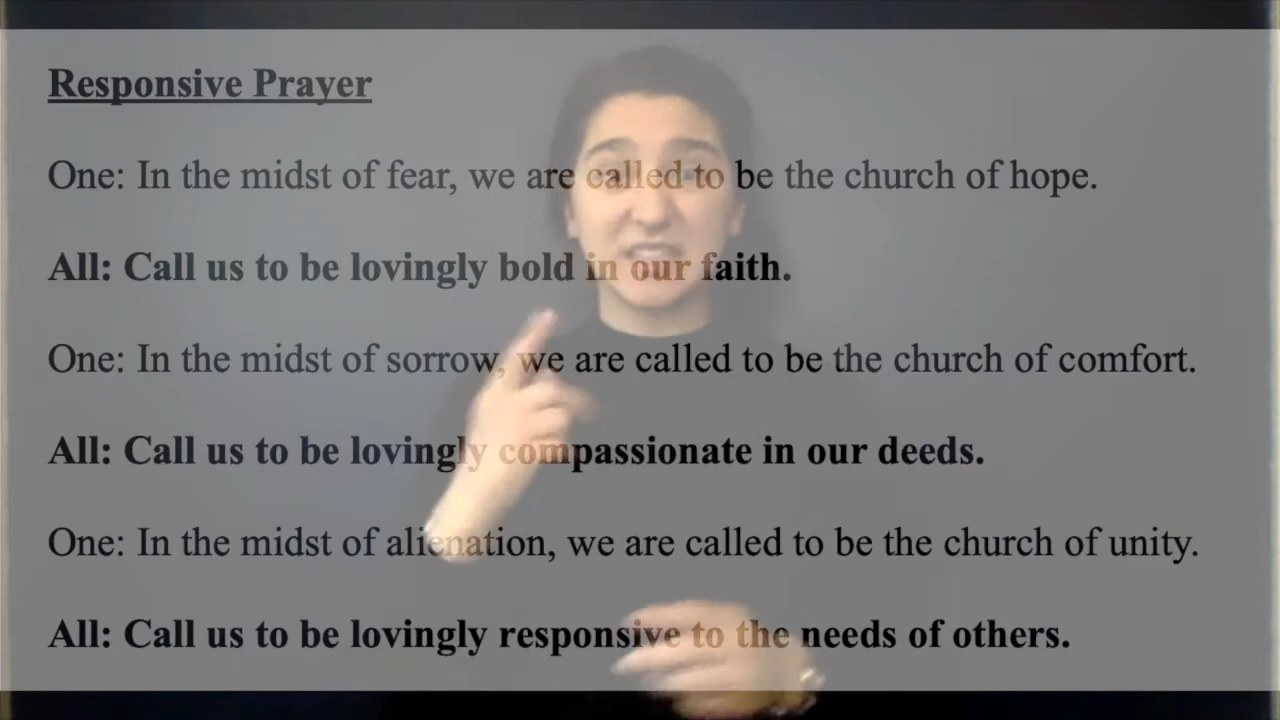 Responsive Prayer
One: In the midst of fear, we are called to be the church of hope.
All: Call us to be lovingly bold in our faith.
One: In the midst of sorrow, we are called to be the church of comfort.
All: Call us to be lovingly compassionate in our deeds.
One: In the midst of alienation, we are called to be the church of unity.
All: Call us to be lovingly responsive to the needs of others.